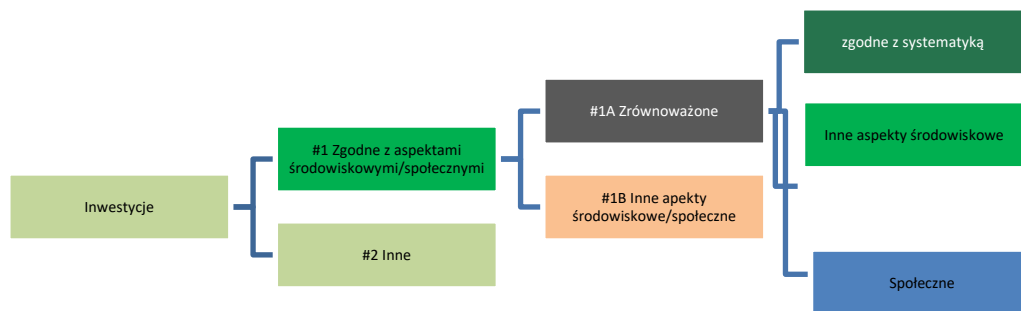 zgodne z systematyką
#1A Zrównoważone
Inne aspekty środowiskowe
#1 Zgodne z aspektami
środowiskowymi/społecznymi
Inwestycje
#1B Inne apekty
środowiskowe/społeczne
#2 Inne
Społeczne